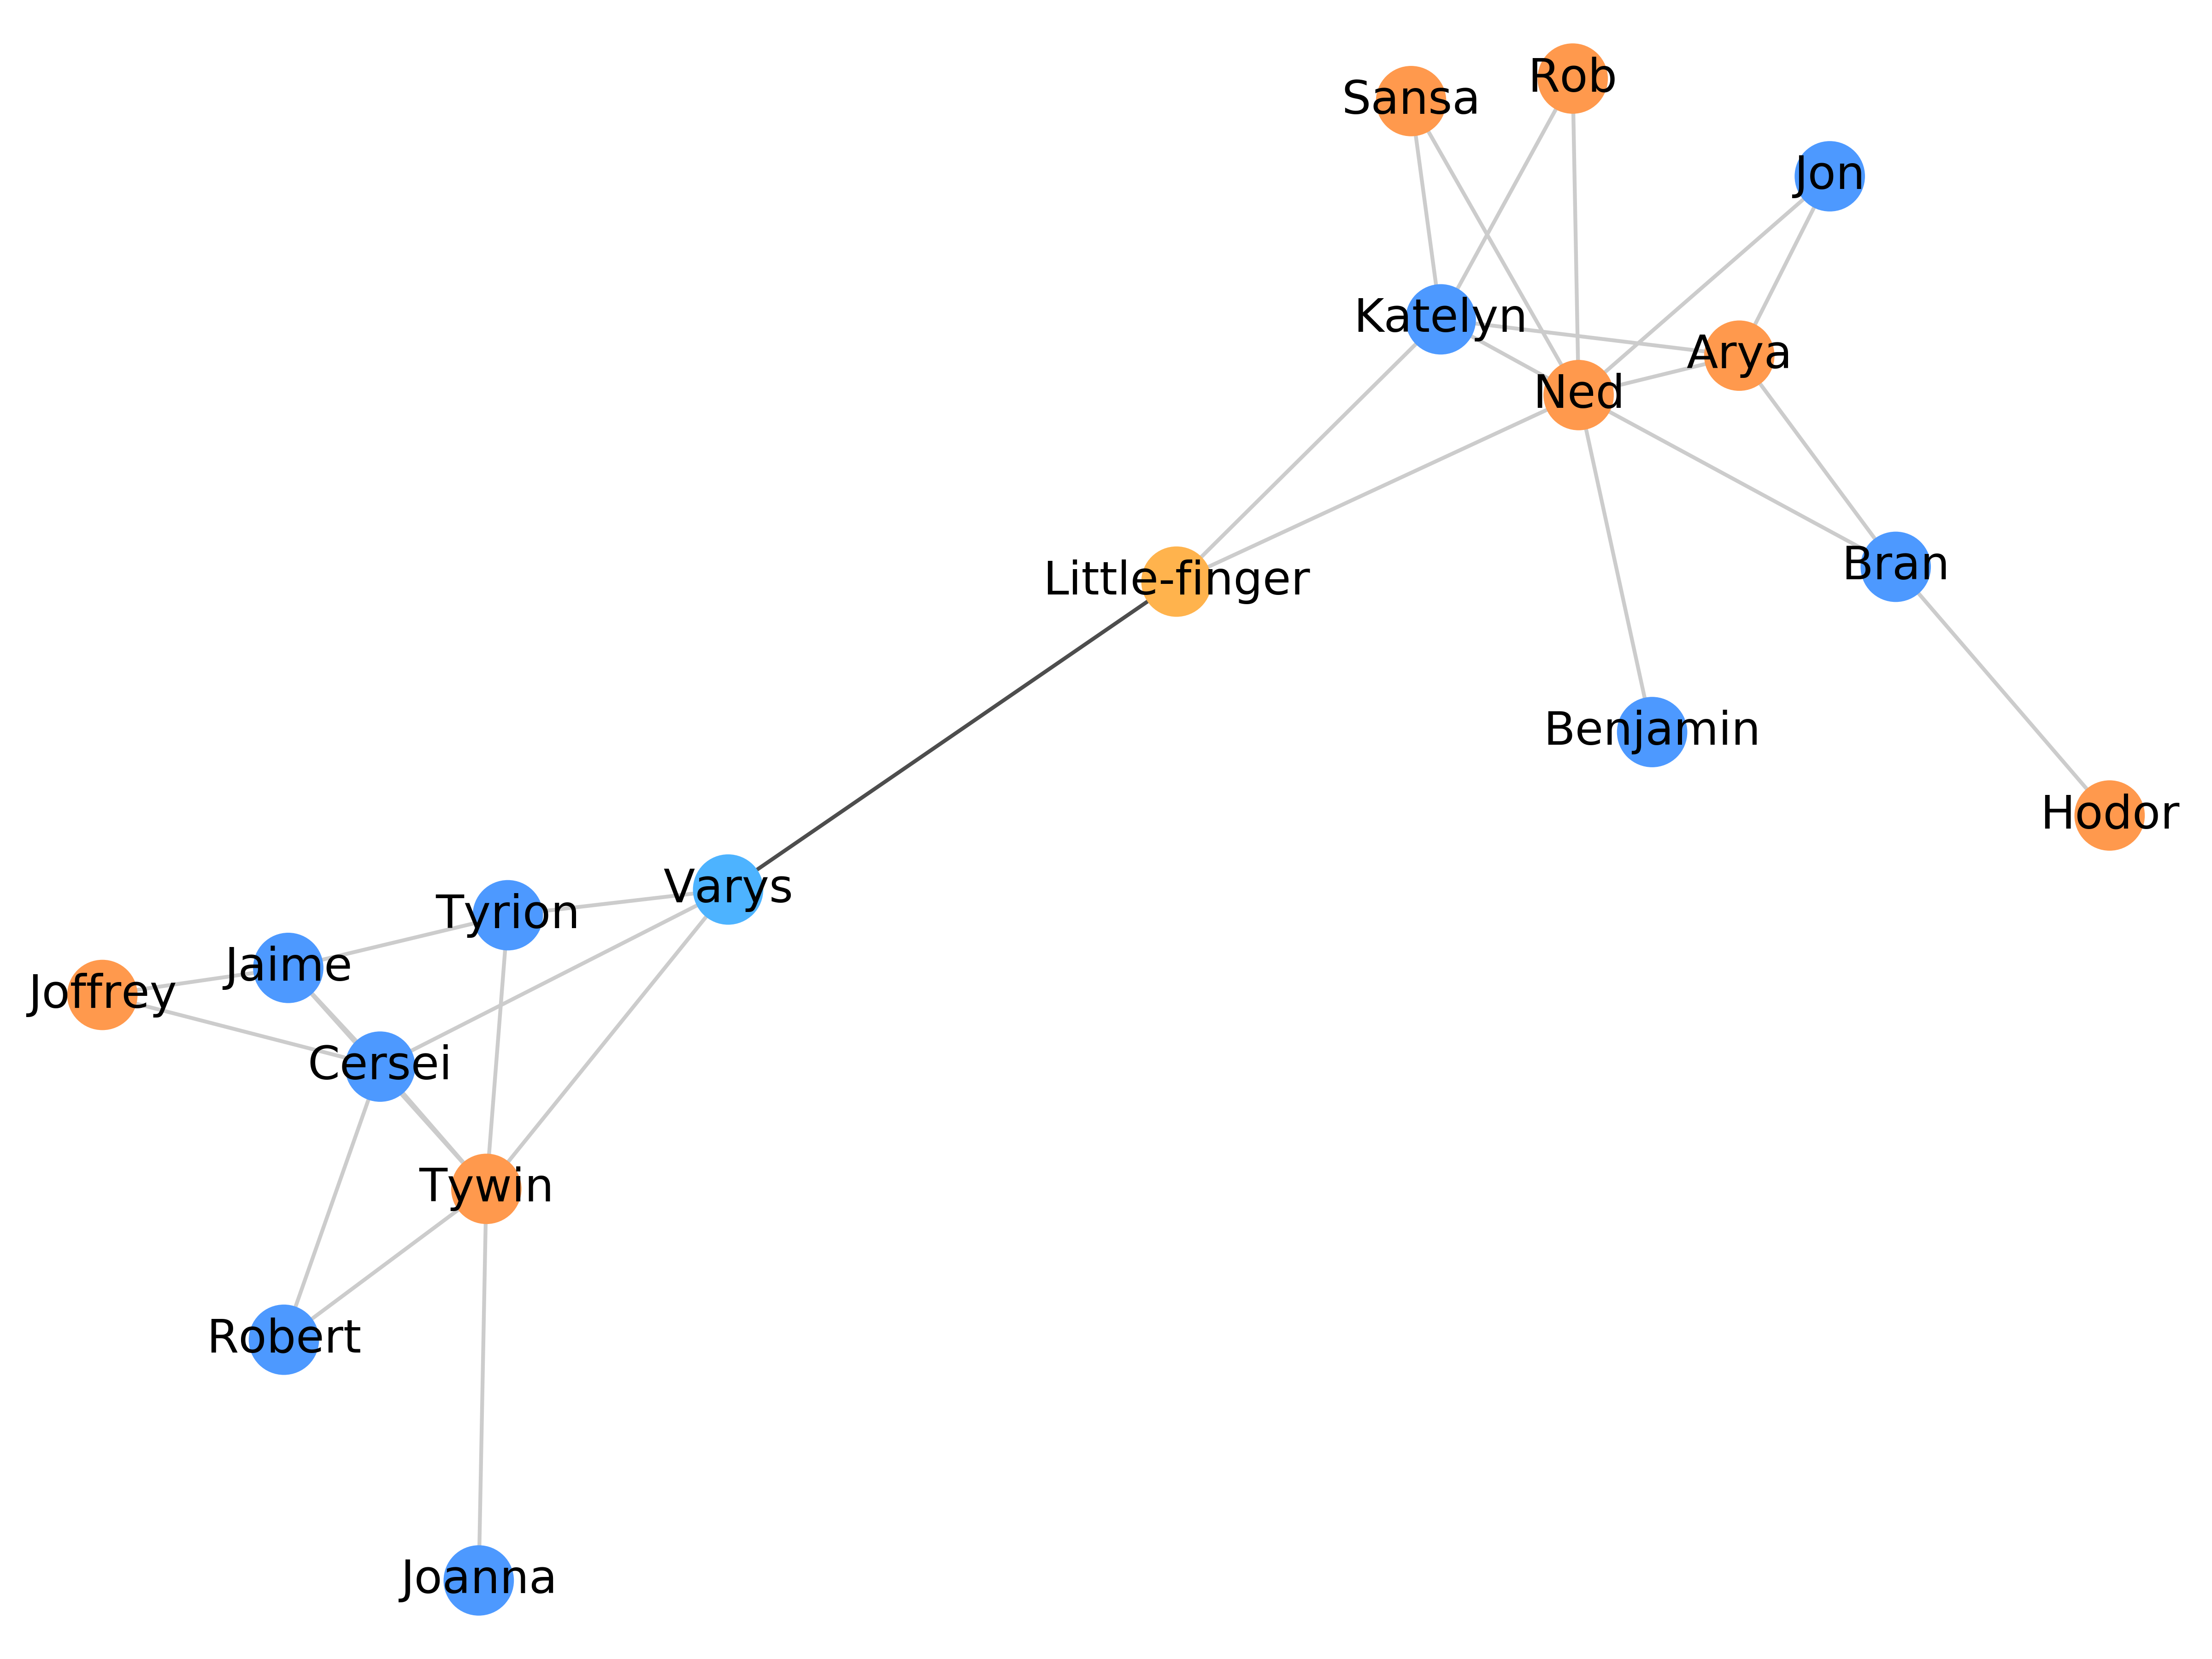 Rob
Sansa
Jon
Katelyn
Arya
Ned
Bran
Little-finger
Benjamin
Hodor
Varys
Tyrion
Jaime
Joffrey
Cersei
Tywin
Robert
Joanna